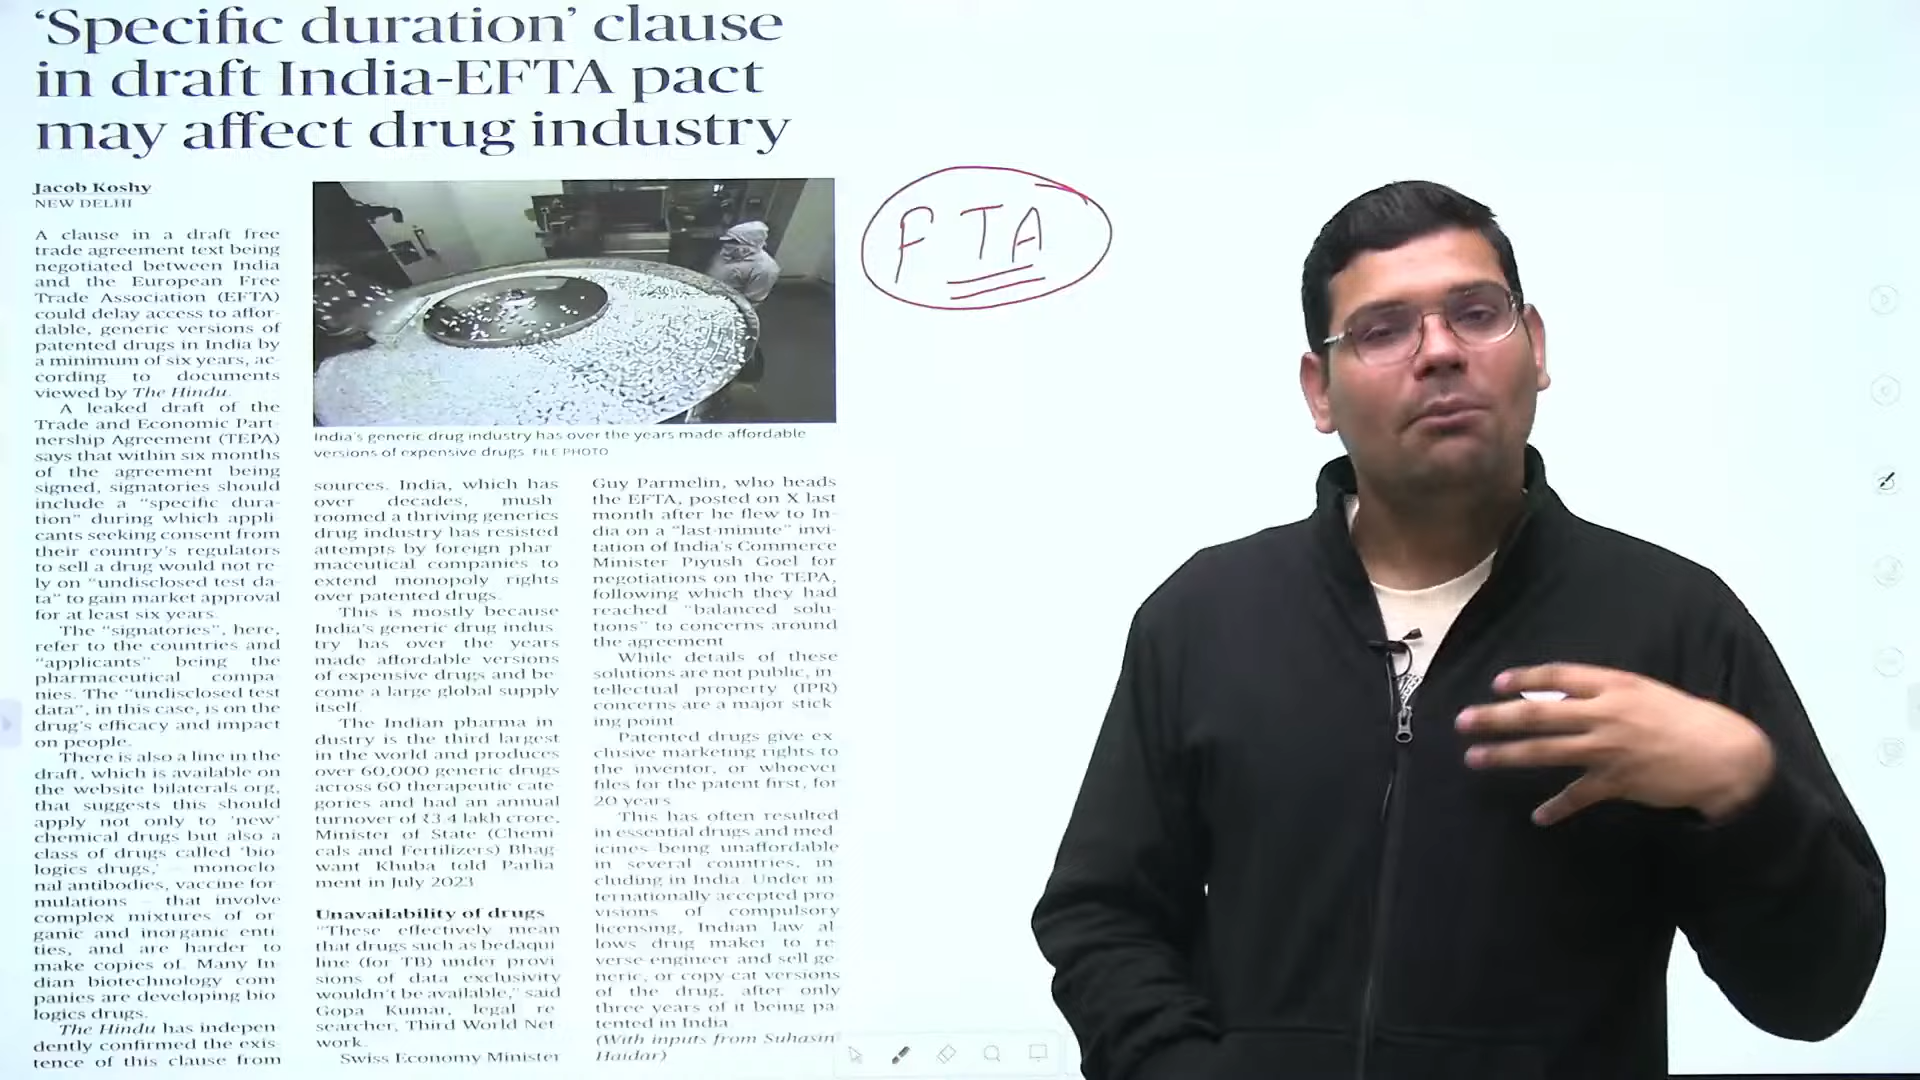 ‘Specific duration’ clause
in draft India-EFTA pact
may affect drug industry
Jacob Koshy
NEW DELHI
A clause in a draft free
trade agreement text being
negotiated between India
and the European Free
Trade Association (EFTA)
could delay access to affor-
dable, generic versions of
patented drugs in India by
a minimum of six years, ac-
cording to documents
viewed by The Hindu.
A leaked draft of the
Trade and Economic Part-
nership Agreement (TEPA)
says that within six months
of the agreement being
signed, signatories should
include a “specific dura-
tion” during which appli-
cants seeking consent from
their country’s regulators
to sell a drug would not re-
ly on “undisclosed test da-
ta” to gain market approval
for at least six years.
The “signatories”, here,
refer to the countries and
“applicants” being the
pharmaceutical compa-
nies. The “undisclosed test
data”, in this case, is on the
drug’s efficacy and impact
on people.
There is also a line in the
draft, which is available on
the website bilaterals.org,
that suggests this should
apply not only to ‘new’
chemical drugs but also a
class of drugs called ‘bio-
logics drugs,’ – monoclo-
nal antibodies, vaccine for-
mulations – that involve
complex mixtures of or-
ganic and inorganic enti-
ties, and are harder to
make copies of. Many In-
dian biotechnology com-
panies are developing bio-
logics drugs.
The Hindu has indepen-
dently confirmed the exis-
tence of this clause from
India’s generic drug industry has over the years made affordable
versions of expensive drugs. FILE PHOTO
sources. India, which has
over decades, mush-
roomed a thriving generics
drug industry has resisted
attempts by foreign phar-
maceutical companies to
extend monopoly rights
over patented drugs.
This is mostly because
India’s generic drug indus-
try has over the years
made affordable versions
of expensive drugs and be-
come a large global supply
itself.
The Indian pharma in-
dustry is the third largest
in the world and produces
over 60,000 generic drugs
across 60 therapeutic cate-
gories and had an annual
turnover of ₹3.4 lakh crore,
Minister of State (Chemi-
cals and Fertilizers) Bhag-
want Khuba told Parlia-
ment in July 2023
Unavailability of drugs
“These effectively mean
that drugs such as bedaqui-
line (for TB) under provi-
sions of data exclusivity
wouldn’t be available,” said
Gopa Kumar, legal re-
searcher, Third World Net-
work.
Swiss Economy Minister
Guy Parmelin, who heads
the EFTA, posted on X last
month after he flew to In-
dia on a “last-minute” invi-
tation of India’s Commerce
Minister Piyush Goel for
negotiations on the TEPA,
following which they had
reached “balanced solu-
tions” to concerns around
the agreement
While details of these
solutions are not public, in-
tellectual property (IPR)
concerns are a major stick-
ing point
Patented drugs give ex-
clusive marketing rights to
the inventor, or whoever
files for the patent first, for
20 years
This has often resulted
in essential drugs and med-
icines being unaffordable
in several countries, in-
cluding in India. Under in-
ternationally accepted pro-
visions of compulsory
licensing, Indian law al-
lows drug maker to re-
verse-engineer and sell ge-
neric, or copy-cat versions
of the drug, after only
three years of it being pa-
tented in India
(With inputs from Suhasini
Haidar)
FTA